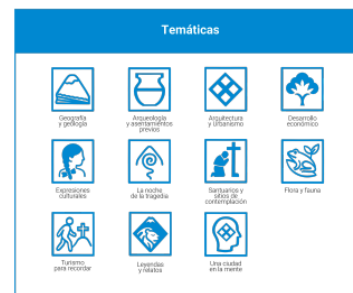 Temáticas
Geografía
y geología
Arqueología
y asentamientos
previos
Arquitectura
y urbanismo
Desarrollo
económico
Expresiones
culturales
La noche
de la tragedia
Santuarios y
sitios de
contemplación
Flora y fauna
Turismo
para recordar
Leyendas
y relatos
Una ciudad
en la mente